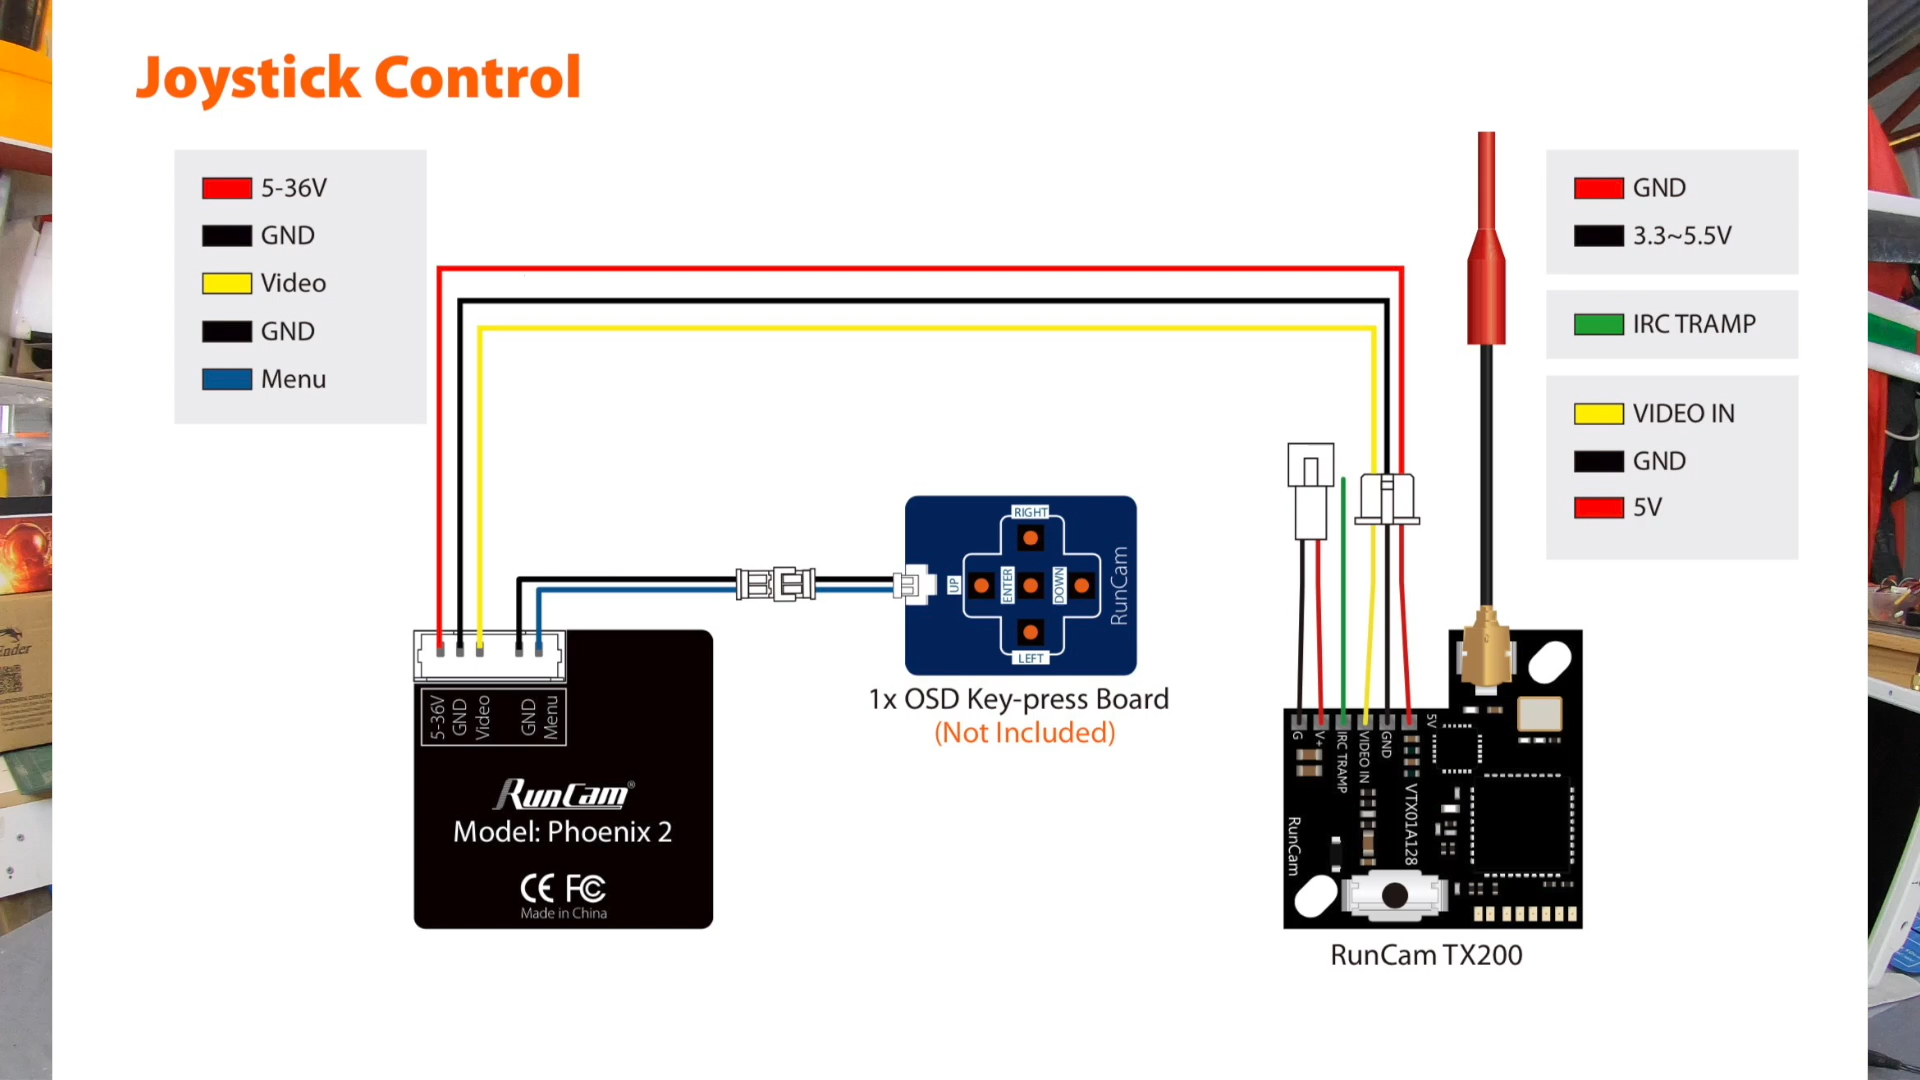 Joystick Control
5-36V
GND
Video
GND
Menu
GND
3.3~5.5V
IRC TRAMP
VIDEO IN
GND
5V
RIGHT
UP
ENTER
DOWN
LEFT
RunCam
1x OSD Key-press Board
(Not Included)
5-36V
GND
Video
GND
Menu
RunCam®
Model: Phoenix 2
CE FC
Made in China
G
V+
IRC TRAMP
VIDEO IN
GND
5V
VTX01A128
RunCam
RunCam TX200
ender